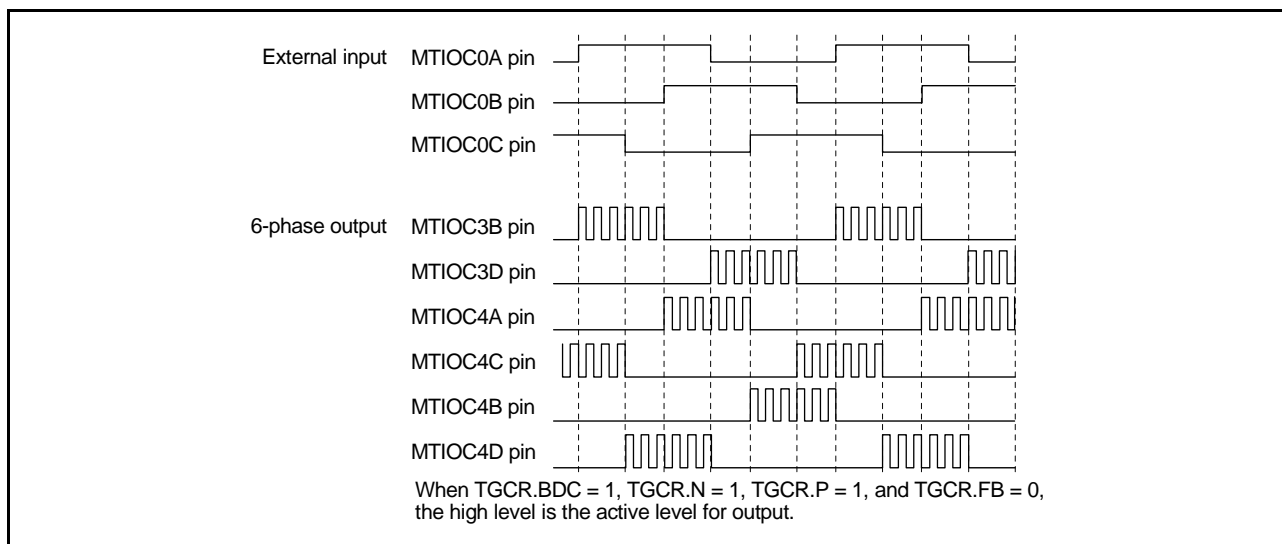 External input MTIOC0A pin
MTIOC0B pin
MTIOC0C pin
6-phase output MTIOC3B pin
MTIOC3D pin
MTIOC4A pin
MTIOC4C pin
MTIOC4B pin
MTIOC4D pin
When TGCR.BDC = 1, TGCR.N = 1, TGCR.P = 1, and TGCR.FB = 0,
the high level is the active level for output.